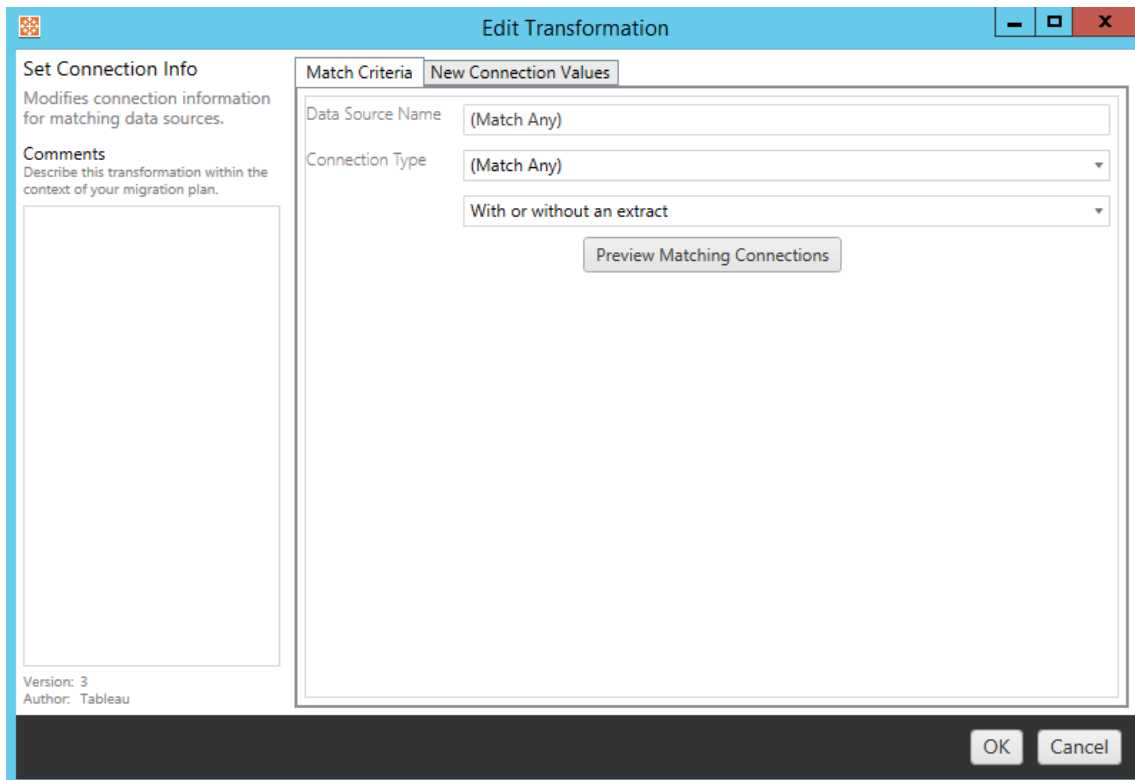 Edit Transformation
Set Connection Info
Modifies connection information
for matching data sources.
Comments
Describe this transformation within the
context of your migration plan.
Version: 3
Author: Tableau
Match Criteria
New Connection Values
Data Source Name
(Match Any)
Connection Type
(Match Any)
With or without an extract
Preview Matching Connections
OK
Cancel